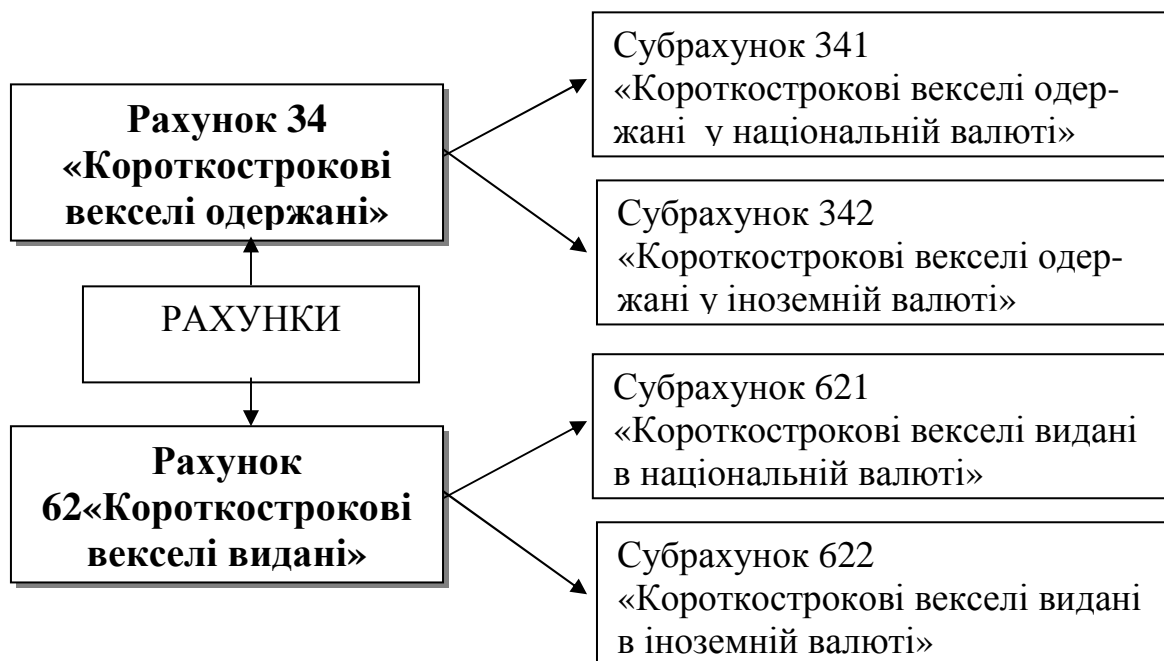 Рахунок 34
«Короткострокові
векселі одержані»
Субрахунок 341
«Короткострокові векселі одер-
жані у національній валюті»
Субрахунок 342
«Короткострокові векселі одер-
жані у іноземній валюті»
РАХУНКИ
Рахунок
62«Короткострокові
векселі видані»
Субрахунок 621
«Короткострокові векселі видані
в національній валюті»
Субрахунок 622
«Короткострокові векселі видані
в іноземній валюті»